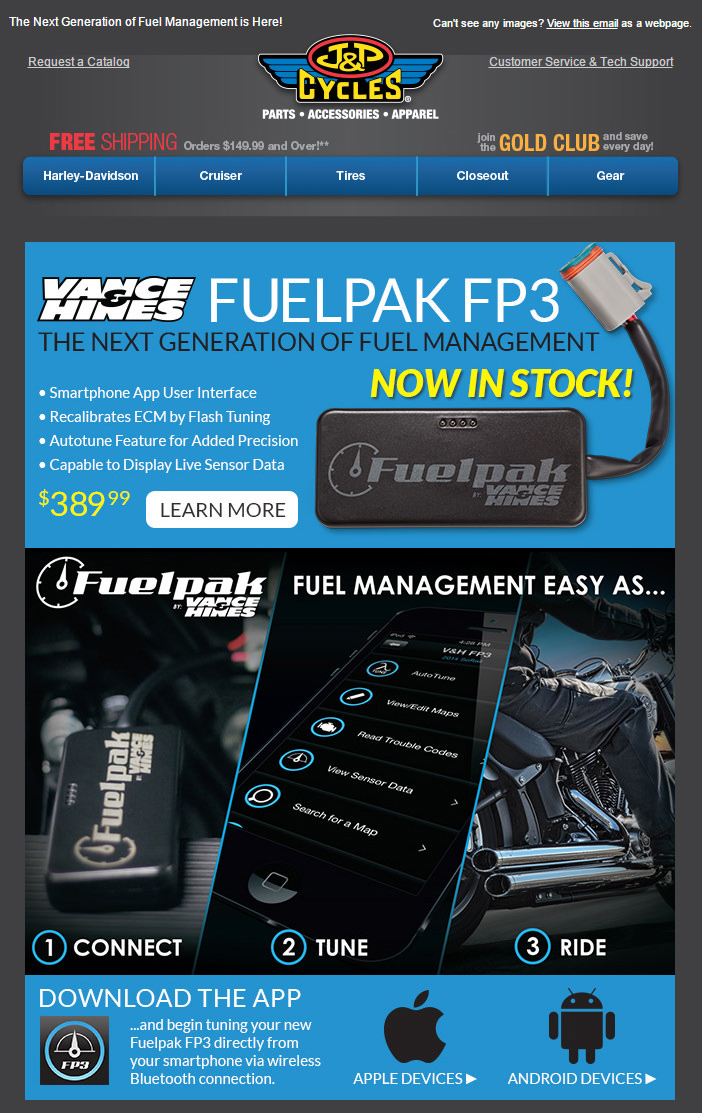 The Next Generation of Fuel Management is Here!
Can't see any images? View this email as a webpage.
Request a Catalog
J&P
CYCLES®
PARTS • ACCESSORIES • APPAREL
Customer Service & Tech Support
FREE SHIPPING Orders $149.99 and Over!**
join the GOLD CLUB and save every day!
Harley-Davidson Cruiser Tires Closeout Gear
VANCE & HINES FUELPAK FP3
THE NEXT GENERATION OF FUEL MANAGEMENT
NOW IN STOCK!
• Smartphone App User Interface
• Recalibrates ECM by Flash Tuning
• Autotune Feature for Added Precision
• Capable to Display Live Sensor Data
$389.99 LEARN MORE
Fuelpak
BY: VANCE & HINES
Fuelpak
BY: VANCE & HINES
FUEL MANAGEMENT EASY AS...
Fuelpak
BY: VANCE & HINES
iPod
4:28 PM
V&H FP3
2014 Softail
AutoTune
View/Edit Maps
Read Trouble Codes
View Sensor Data
Search for a Map
1 CONNECT
2 TUNE
3 RIDE
DOWNLOAD THE APP
FP3
...and begin tuning your new
Fuelpak FP3 directly from
your smartphone via wireless
Bluetooth connection.
APPLE DEVICES ▶
ANDROID DEVICES ▶